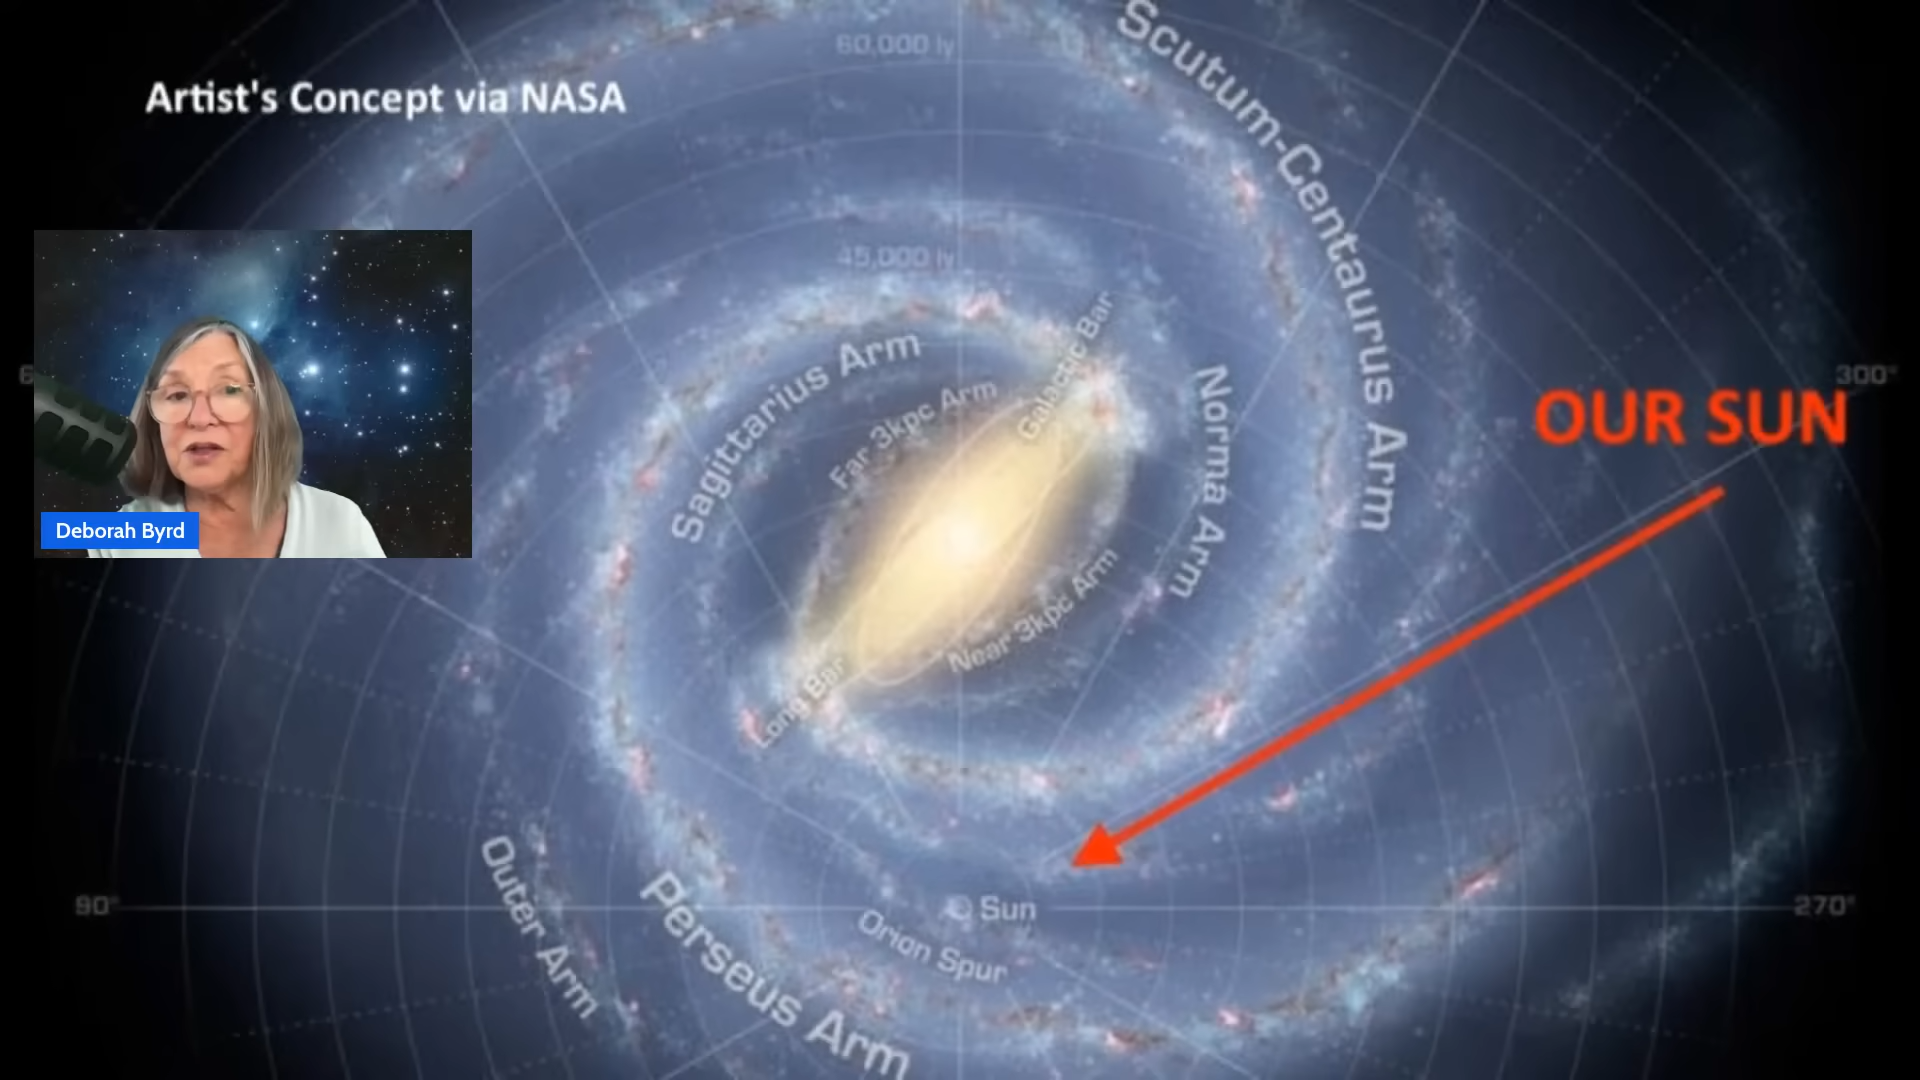 60,000 ly
Scutum-Centaurus Arm
Artist's Concept via NASA
45,000 ly
Galactic Bar
Sagittarius Arm
Far 3kpc Arm
Norma Arm
300°
OUR SUN
Deborah Byrd
Near 3kpc Arm
Long Bar
90°
Sun
270°
Outer Arm
Perseus Arm
Orion Spur